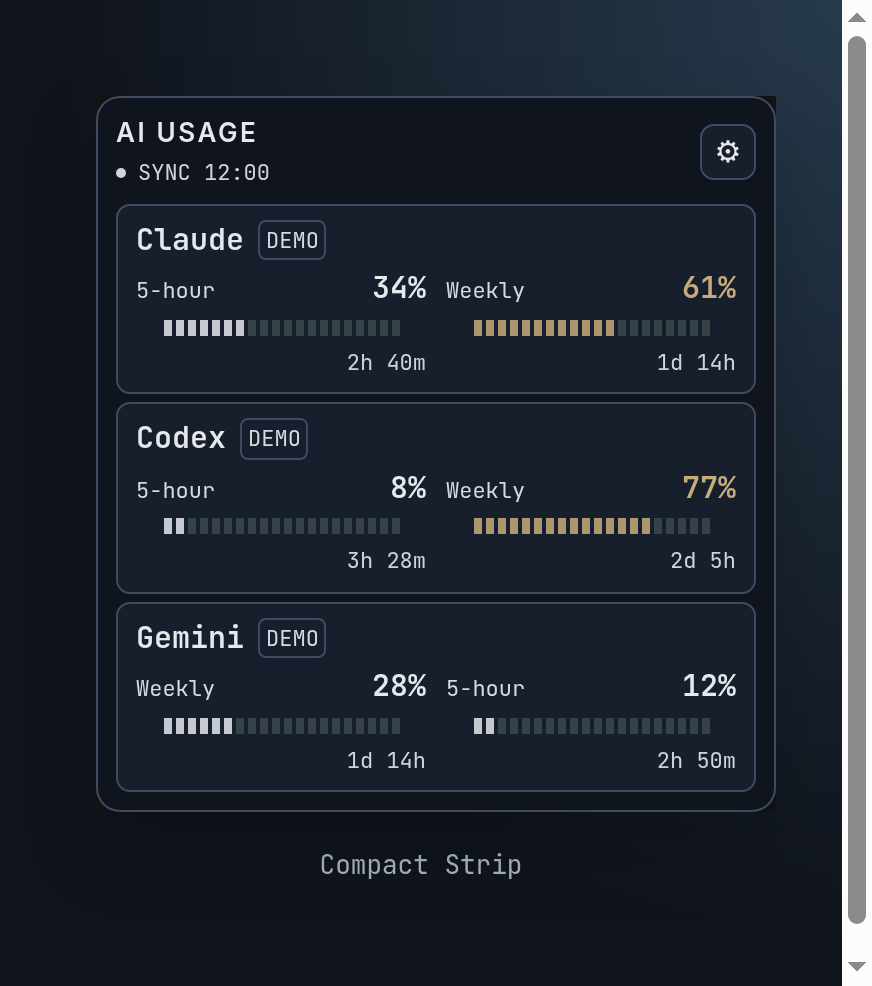 AI USAGE
SYNC 12:00
Claude DEMO
5-hour 34% Weekly 61%
2h 40m 1d 14h
Codex DEMO
5-hour 8% Weekly 77%
3h 28m 2d 5h
Gemini DEMO
Weekly 28% 5-hour 12%
1d 14h 2h 50m
Compact Strip